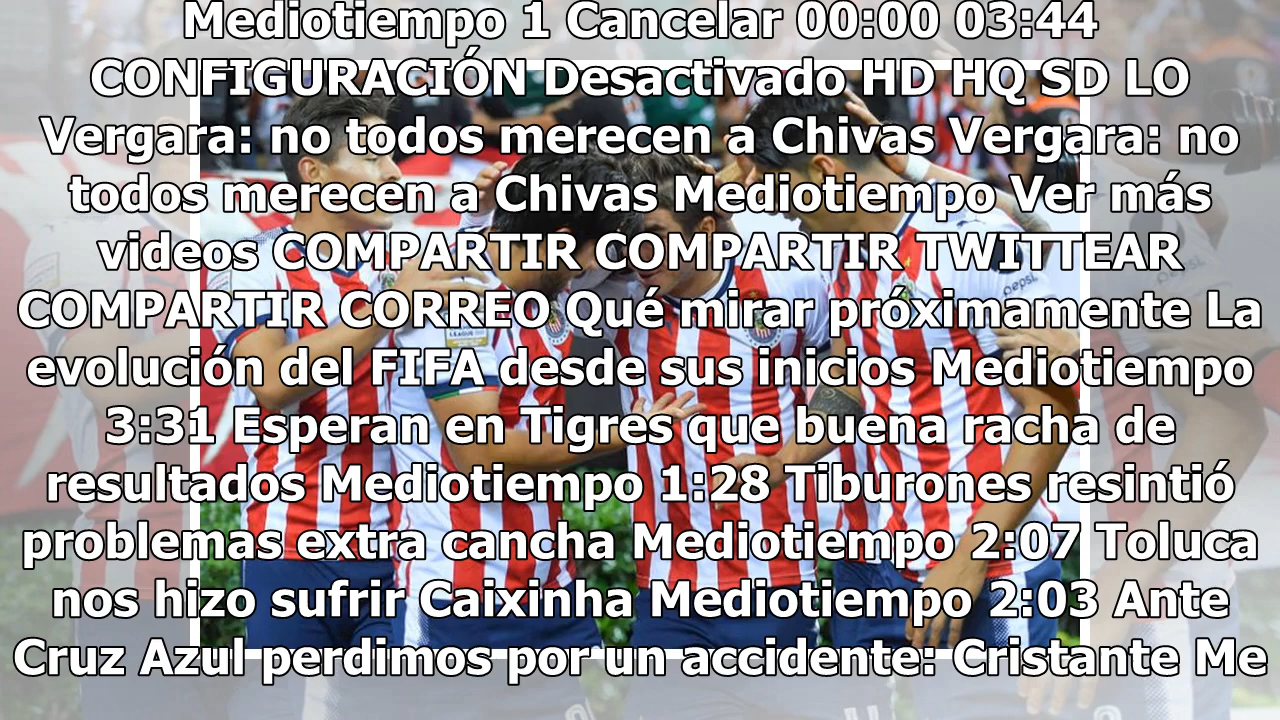 Mediotiempo 1 Cancelar 00:00 03:44
CONFIGURACIÓN Desactivado HD HQ SD LO
Vergara: no todos merecen a Chivas Vergara: no
todos merecen a Chivas Mediotiempo Ver más
videos COMPARTIR COMPARTIR TWITTEAR
COMPARTIR CORREO Qué mirar próximamente La
evolución del FIFA desde sus inicios Mediotiempo
3:31 Esperan en Tigres que buena racha de
resultados Mediotiempo 1:28 Tiburones resintió
problemas extra cancha Mediotiempo 2:07 Toluca
nos hizo sufrir Caixinha Mediotiempo 2:03 Ante
Cruz Azul perdimos por un accidente: Cristante Me
pepsi